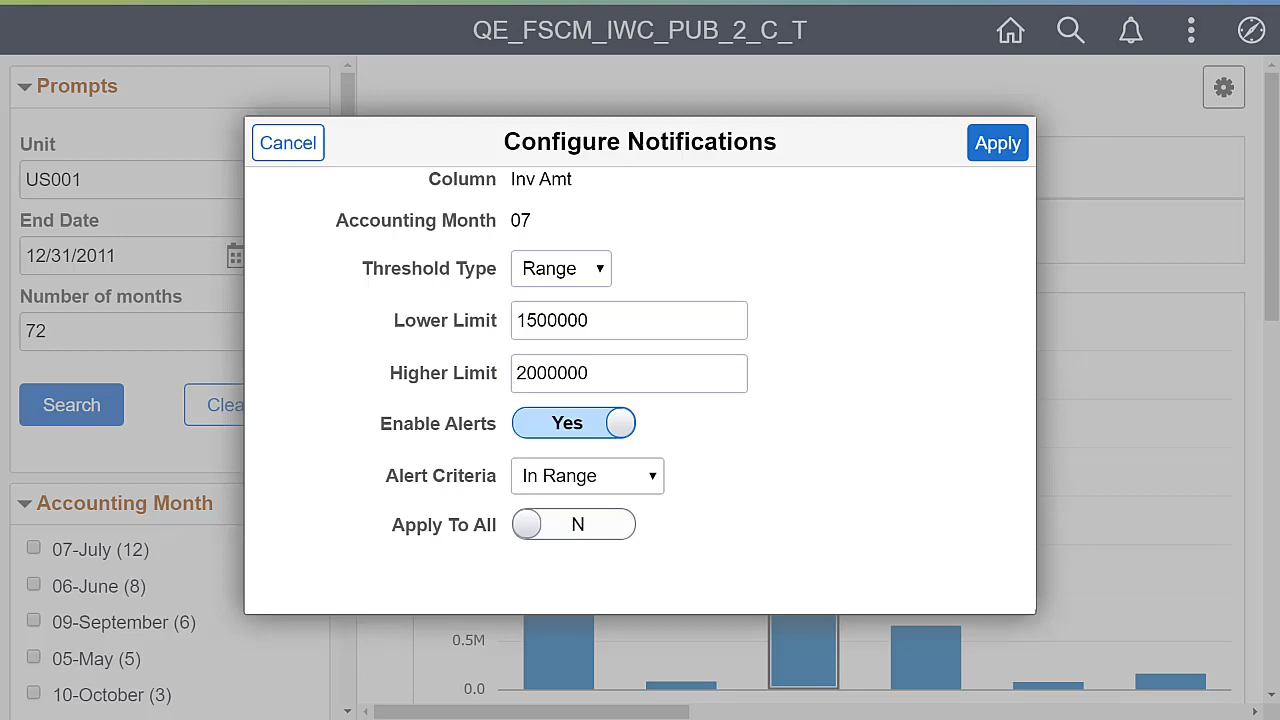 QE_FSCM_IWC_PUB_2_C_T
Prompts
Unit
US001
End Date
12/31/2011
Number of months
72
Search
Clea
Accounting Month
07-July (12)
06-June (8)
09-September (6)
05-May (5)
10-October (3)
Cancel
Configure Notifications
Apply
Column Inv Amt
Accounting Month 07
Threshold Type Range
Lower Limit 1500000
Higher Limit 2000000
Enable Alerts Yes
Alert Criteria In Range
Apply To All N
0.5M
0.0